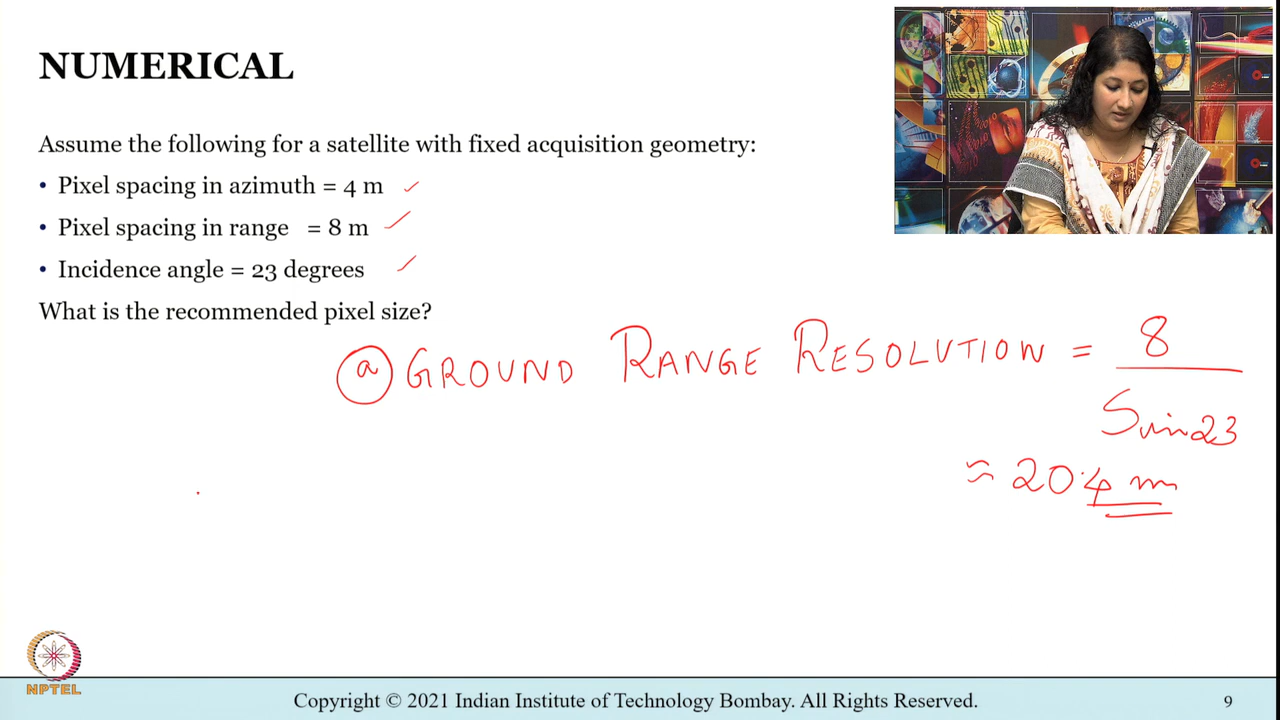 NUMERICAL
Assume the following for a satellite with fixed acquisition geometry:
• Pixel spacing in azimuth = 4 m
• Pixel spacing in range = 8 m
• Incidence angle = 23 degrees
What is the recommended pixel size?
a GROUND RANGE RESOLUTION = 8
Sin 23
≈ 20.4 m
NPTEL
Copyright © 2021 Indian Institute of Technology Bombay. All Rights Reserved.
9